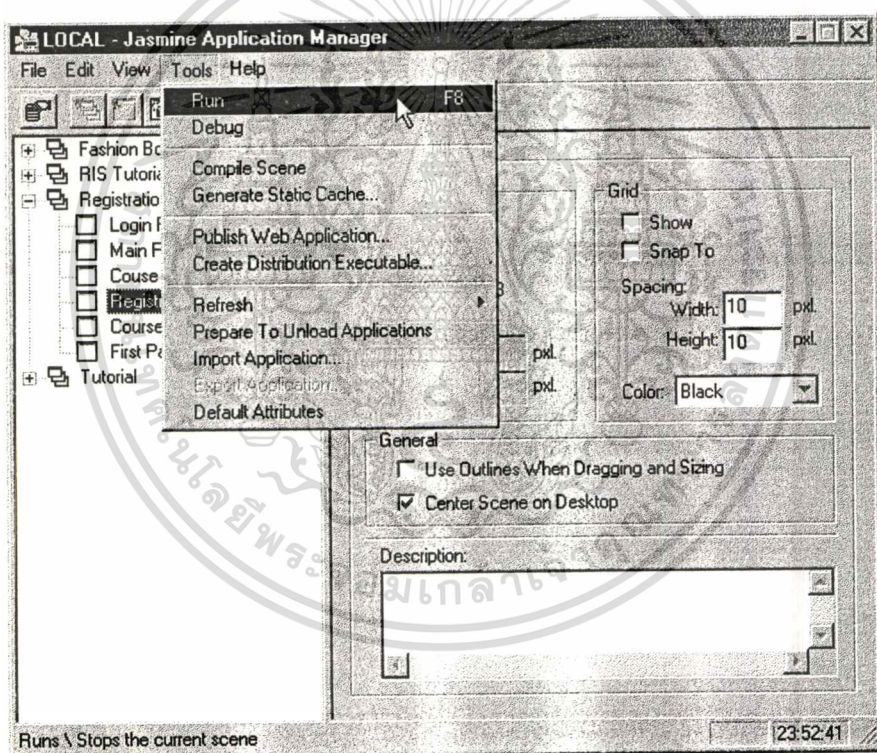 LOCAL - Jasmine Application Manager
File Edit View Tools Help
Run F8
Debug
Compile Scene
Generate Static Cache...
Publish Web Application...
Create Distribution Executable...
Refresh
Prepare To Unload Applications
Import Application...
Export Application...
Default Attributes
Fashion Bo
RIS Tutoria
Registratio
Login F
Main F
Couse
Regist
Course
First Pa
Tutorial
pxl.
pxl.
Grid
Show
Snap To
Spacing:
Width: 10 pxl.
Height: 10 pxl.
Color: Black
General
Use Outlines When Dragging and Sizing
Center Scene on Desktop
Description:
Runs \ Stops the current scene
23:52:41